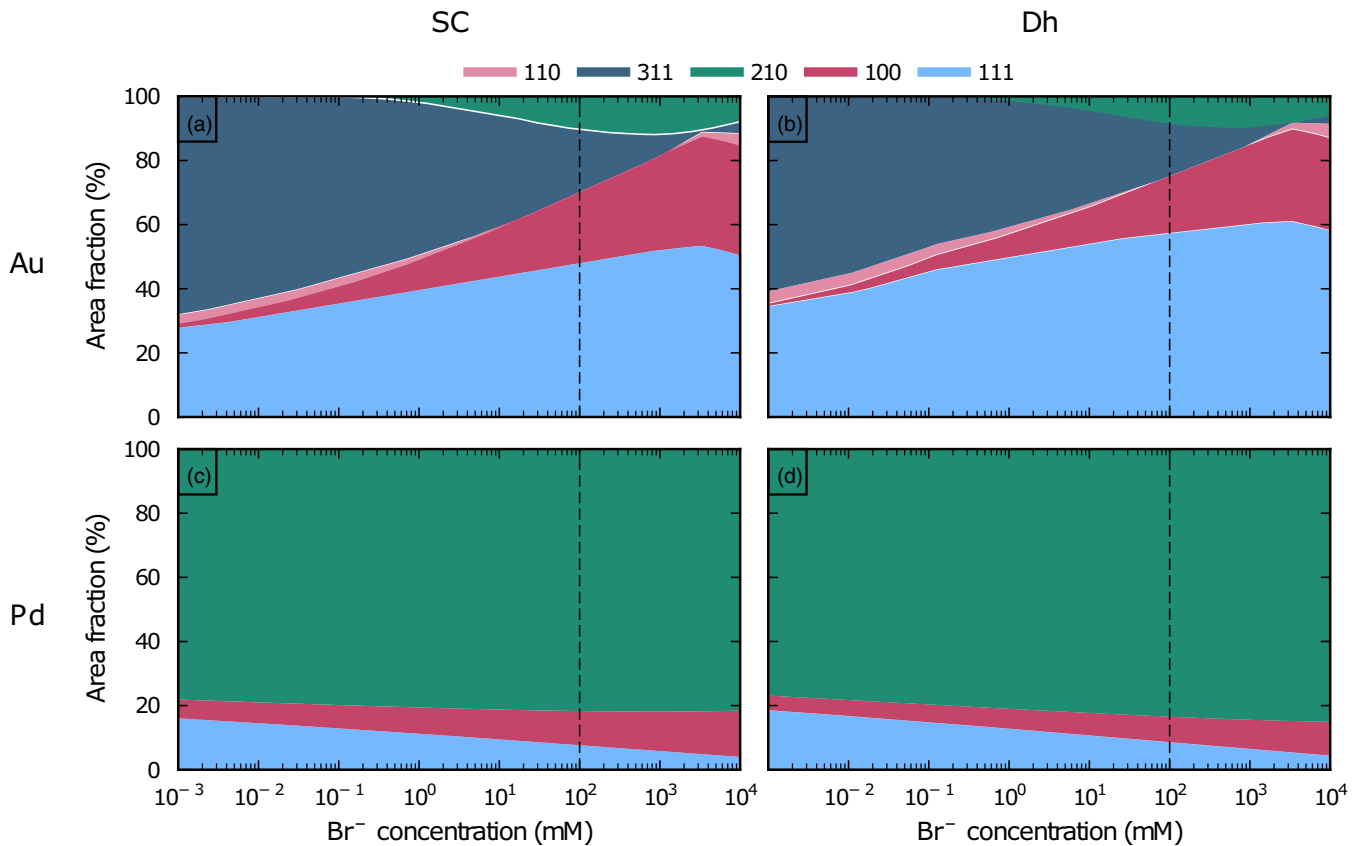 SC Dh
110 311 210 100 111
(a) (b)
Au
Area fraction (%)
100
80
60
40
20
0
(c) (d)
Pd
Area fraction (%)
100
80
60
40
20
0
10⁻³ 10⁻² 10⁻¹ 10⁰ 10¹ 10² 10³ 10⁴
10⁻² 10⁻¹ 10⁰ 10¹ 10² 10³ 10⁴
Br⁻ concentration (mM) Br⁻ concentration (mM)